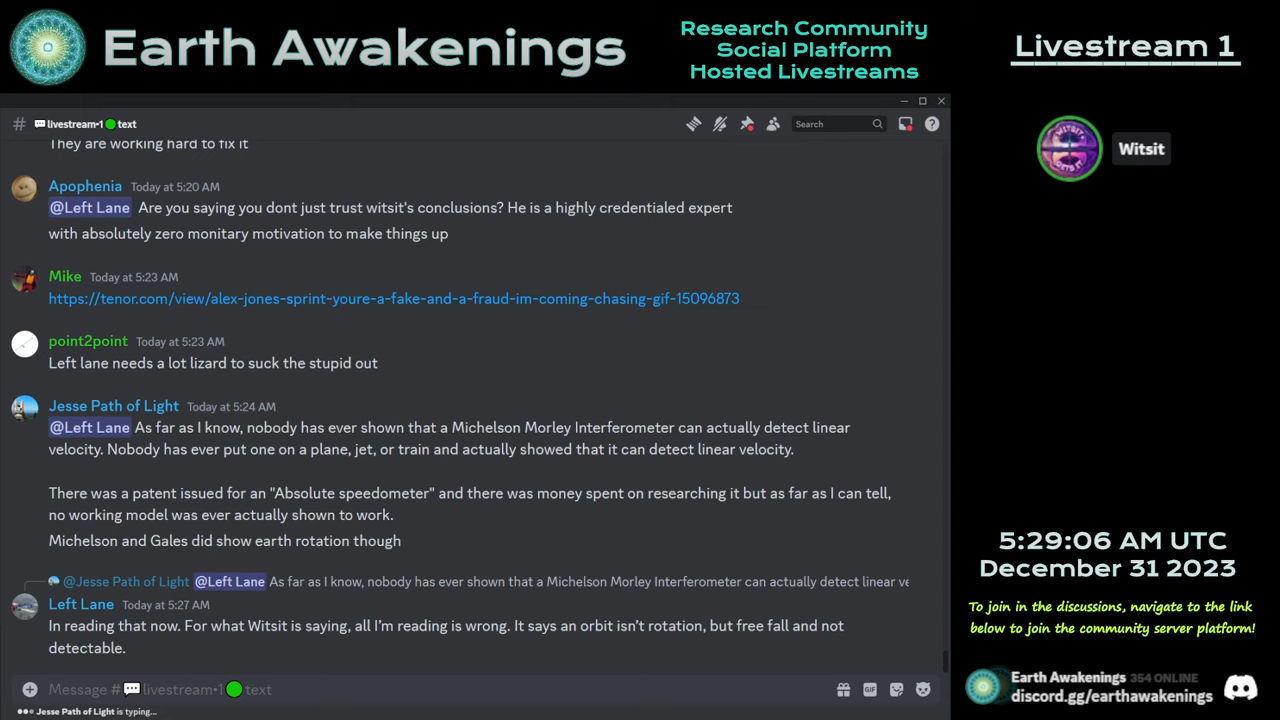 Earth Awakenings
Research Community
Social Platform
Hosted Livestreams
Livestream 1
# 💬livestream•1🟢text
Search
They are working hard to fix it
Apophenia Today at 5:20 AM
@Left Lane Are you saying you dont just trust witsit's conclusions? He is a highly credentialed expert
with absolutely zero monitary motivation to make things up
Mike Today at 5:23 AM
https://tenor.com/view/alex-jones-sprint-youre-a-fake-and-a-fraud-im-coming-chasing-gif-15096873
point2point Today at 5:23 AM
Left lane needs a lot lizard to suck the stupid out
Jesse Path of Light Today at 5:24 AM
@Left Lane As far as I know, nobody has ever shown that a Michelson Morley Interferometer can actually detect linear
velocity. Nobody has ever put one on a plane, jet, or train and actually showed that it can detect linear velocity.
There was a patent issued for an "Absolute speedometer" and there was money spent on researching it but as far as I can tell,
no working model was ever actually shown to work.
Michelson and Gales did show earth rotation though
@Jesse Path of Light @Left Lane As far as I know, nobody has ever shown that a Michelson Morley Interferometer can actually detect linear ve
Left Lane Today at 5:27 AM
In reading that now. For what Witsit is saying, all I'm reading is wrong. It says an orbit isn't rotation, but free fall and not
detectable.
Message #💬livestream•1🟢text
GIF
Jesse Path of Light is typing...
WITSIT
GETS IT
Witsit
5:29:06 AM UTC
December 31 2023
To join in the discussions, navigate to the link
below to join the community server platform!
Earth Awakenings 354 ONLINE
discord.gg/earthawakenings